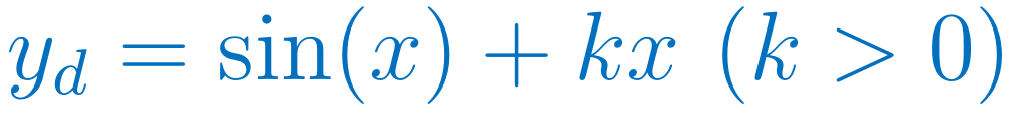 y_d = sin(x) + kx (k > 0)